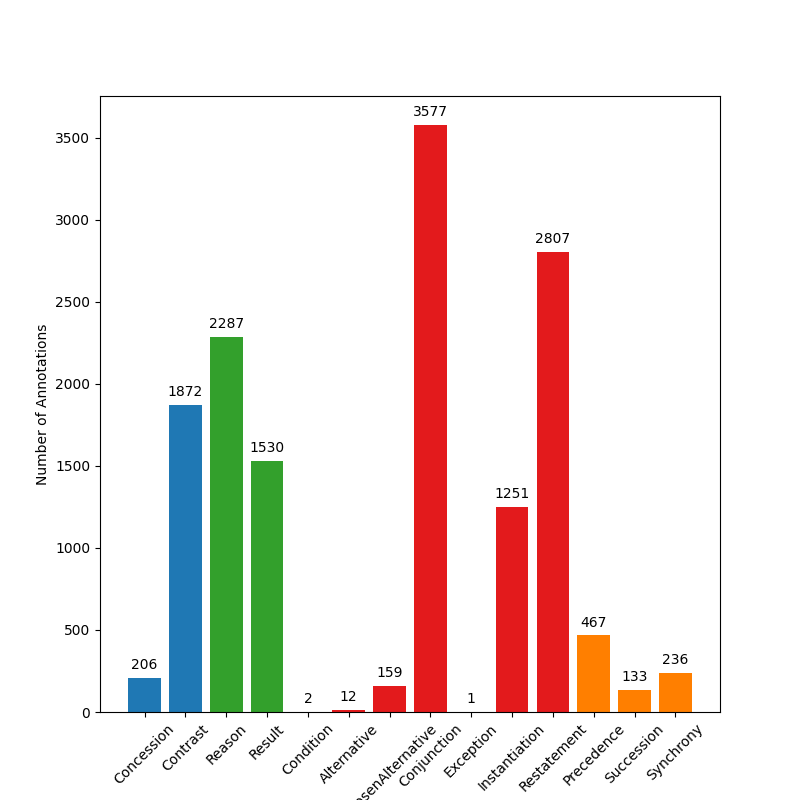 3577
3500
3000
2807
2500
2287
2000
1872
1530
1500
1251
1000
500
467
206
2
12
159
1
133
236
0
Number of Annotations
Concession
Contrast
Reason
Result
Condition
Alternative
senAlternative
Conjunction
Exception
Instantiation
Restatement
Precedence
Succession
Synchrony